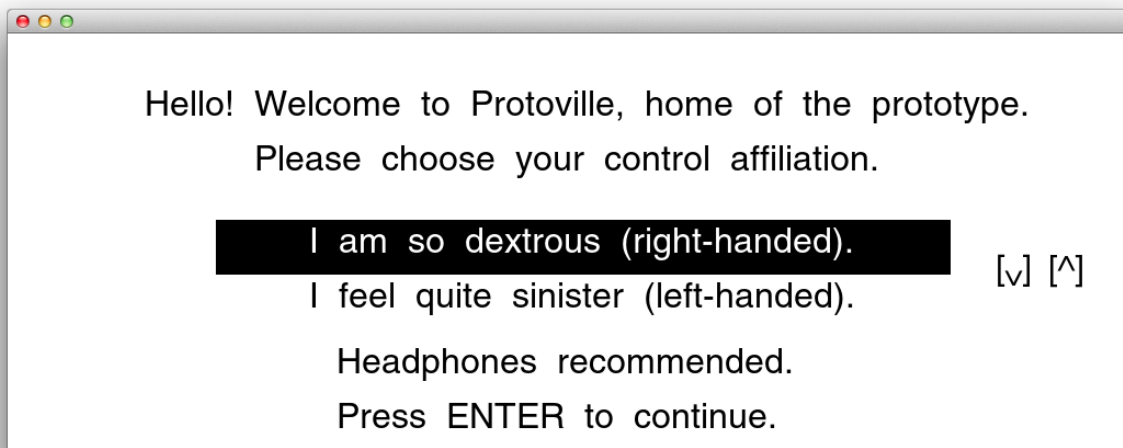 Hello! Welcome to Protoville, home of the prototype.
Please choose your control affiliation.
I am so dextrous (right-handed).
[v] [^]
I feel quite sinister (left-handed).
Headphones recommended.
Press ENTER to continue.